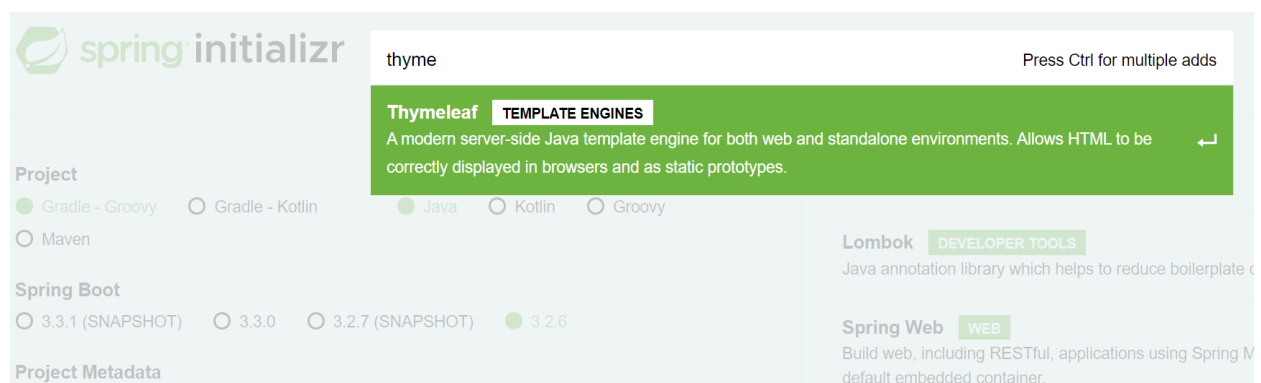 spring initializr
thyme
Press Ctrl for multiple adds
Thymeleaf TEMPLATE ENGINES
A modern server-side Java template engine for both web and standalone environments. Allows HTML to be
correctly displayed in browsers and as static prototypes.
Project
Gradle - Groovy Gradle - Kotlin Java Kotlin Groovy
Maven
Spring Boot
3.3.1 (SNAPSHOT) 3.3.0 3.2.7 (SNAPSHOT) 3.2.6
Project Metadata
Lombok DEVELOPER TOOLS
Java annotation library which helps to reduce boilerplate
Spring Web WEB
Build web, including RESTful, applications using Spring
default embedded container.